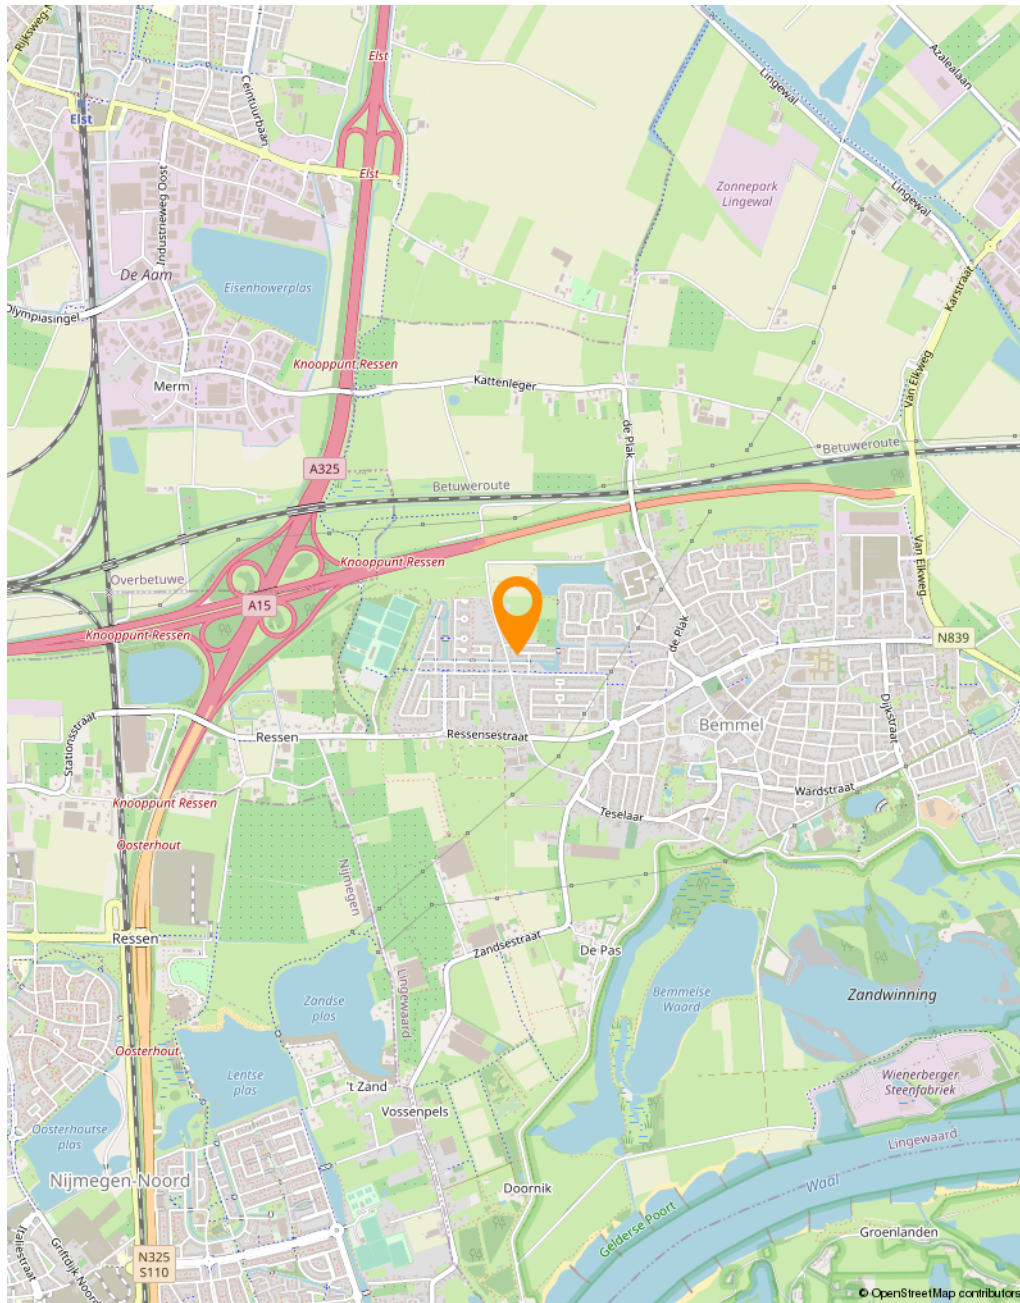 Rijksweg-N
Elst
Ceintuurbaan
Elst
Elst
Industrieweg Oost
De Aam
Eisenhowerplas
Olympiasingel
Merm
Knooppunt Ressen
Kattenleger
Lingewal
Azalealaan
Zonnepark
Lingewal
Lingewal
Karstraat
Van Elkweg
de Plak
Betuweroute
Betuweroute
A325
Knooppunt Ressen
Overbetuwe
A15
Knooppunt Ressen
Van Elkweg
N839
de Plak
Bemmel
Dijkstraat
Stationsstraat
Ressen
Ressensestraat
Wardstraat
Teselaar
Knooppunt Ressen
Oosterhout
Nijmegen
Lingewaard
Ressen
Zandsestraat
De Pas
Zandse
plas
Bemmelse
Waard
Zandwinning
Oosterhout
Lentse
plas
't Zand
Vossenpels
Wienerberger
Steenfabriek
Oosterhoutse
plas
Nijmegen-Noord
Lingewaard
Waal
Doornik
Gelderse Poort
Groenlanden
Italiestraat
Griftdijk Noord
N325
S110
© OpenStreetMap contributors